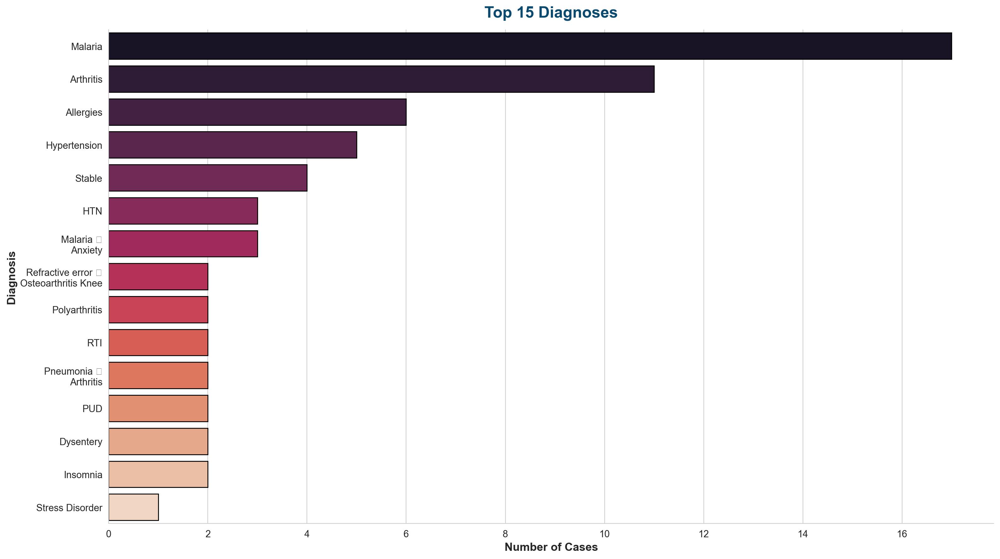 Top 15 Diagnoses
Malaria
Arthritis
Allergies
Hypertension
Stable
HTN
Malaria □
Anxiety
Refractive error □
Osteoarthritis Knee
Polyarthritis
RTI
Pneumonia □
Arthritis
PUD
Dysentery
Insomnia
Stress Disorder
Diagnosis
0 2 4 6 8 10 12 14 16
Number of Cases